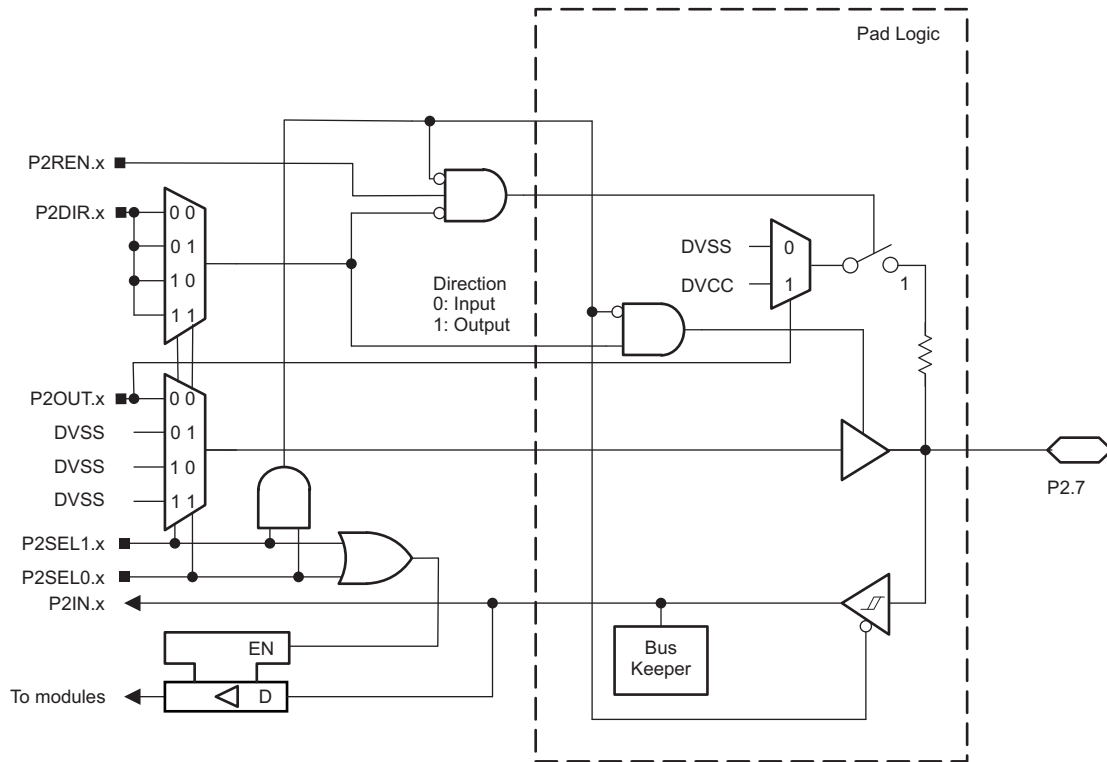 Pad Logic
P2REN.x
P2DIR.x
0 0
0 1
1 0
1 1
Direction
0: Input
1: Output
DVSS
0
DVCC
1
1
P2OUT.x
0 0
DVSS
0 1
DVSS
1 0
DVSS
1 1
P2.7
P2SEL1.x
P2SEL0.x
P2IN.x
Bus
Keeper
EN
To modules
D